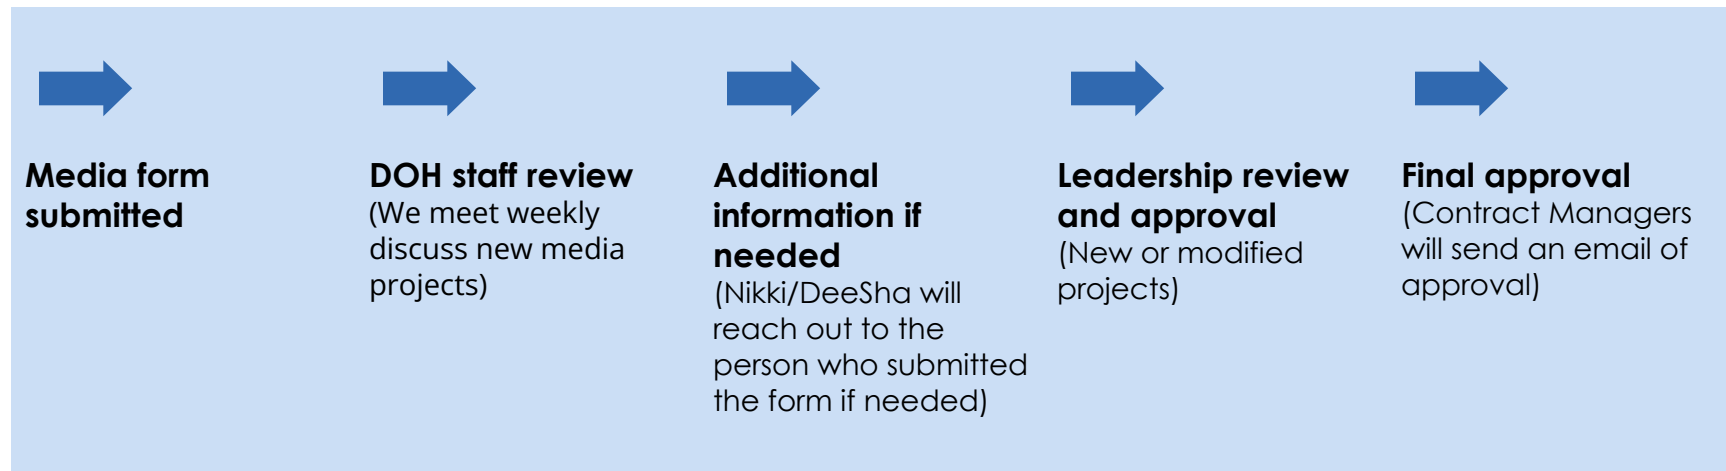 Media form
submitted
DOH staff review
(We meet weekly
discuss new media
projects)
Additional
information if
needed
(Nikki/DeeSha will
reach out to the
person who submitted
the form if needed)
Leadership review
and approval
(New or modified
projects)
Final approval
(Contract Managers
will send an email of
approval)